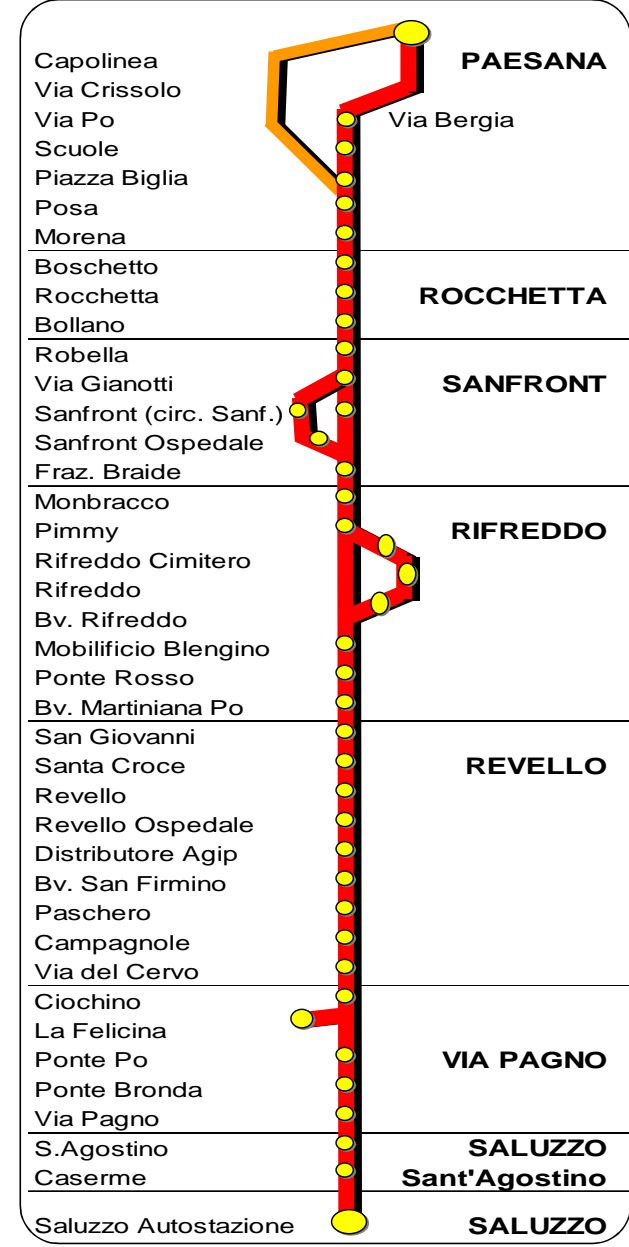 Capolinea PAESANA
Via Crissolo
Via Po Via Bergia
Scuole
Piazza Biglia
Posa
Morena
Boschetto
Rocchetta ROCCHETTA
Bollano
Robella
Via Gianotti SANFRONT
Sanfront (circ. Sanf.)
Sanfront Ospedale
Fraz. Braide
Monbracco
Pimmy RIFREDDO
Rifreddo Cimitero
Rifreddo
Bv. Rifreddo
Mobilificio Blengino
Ponte Rosso
Bv. Martiniana Po
San Giovanni
Santa Croce REVELLO
Revello
Revello Ospedale
Distributore Agip
Bv. San Firmino
Paschero
Campagnole
Via del Cervo
Ciochino
La Felicina
Ponte Po VIA PAGNO
Ponte Bronda
Via Pagno
S.Agostino SALUZZO
Caserme Sant'Agostino
Saluzzo Autostazione SALUZZO